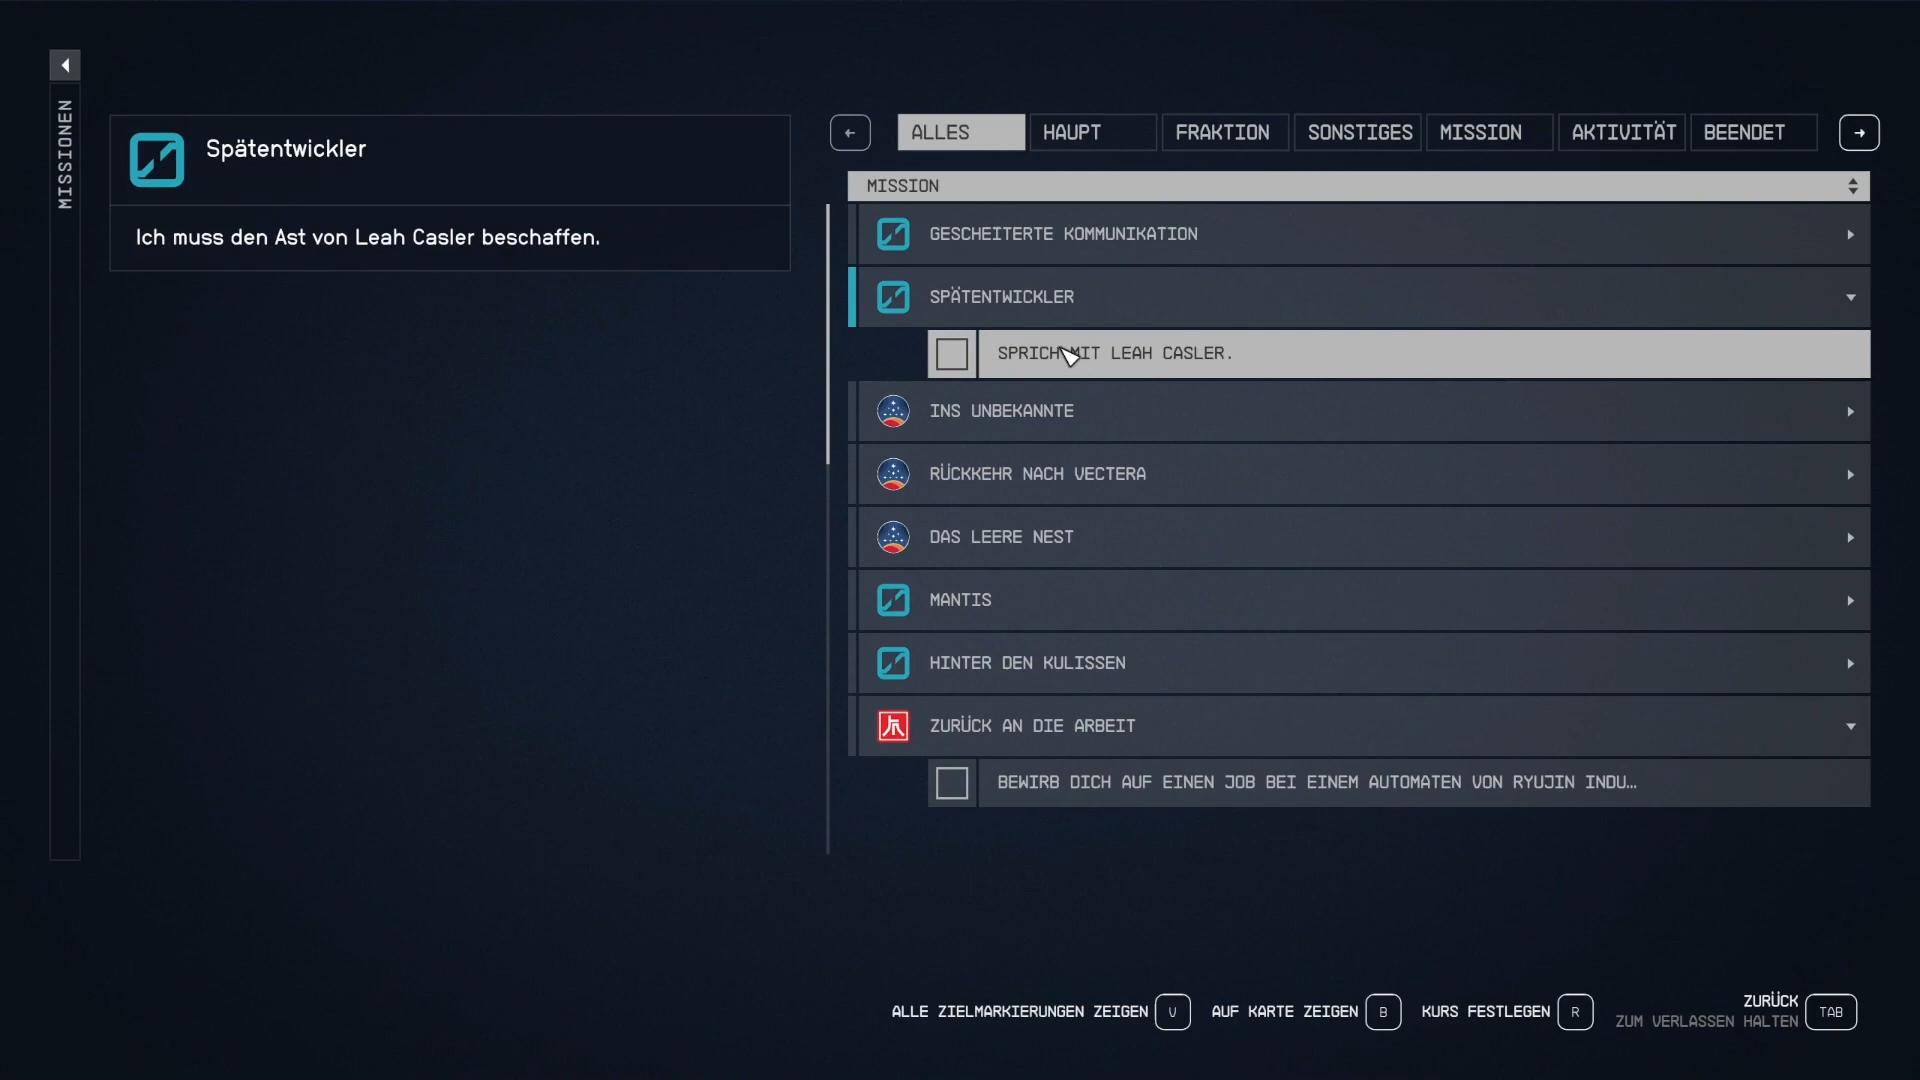 MISSIONEN
Spätentwickler
Ich muss den Ast von Leah Casler beschaffen.
ALLES
HAUPT
FRAKTION
SONSTIGES
MISSION
AKTIVITÄT
BEENDET
MISSION
GESCHEITERTE KOMMUNIKATION
SPÄTENTWICKLER
SPRICH MIT LEAH CASLER.
INS UNBEKANNTE
RÜCKKEHR NACH VECTERA
DAS LEERE NEST
MANTIS
HINTER DEN KULISSEN
ZURÜCK AN DIE ARBEIT
BEWIRB DICH AUF EINEN JOB BEI EINEM AUTOMATEN VON RYUJIN INDU...
ALLE ZIELMARKIERUNGEN ZEIGEN V
AUF KARTE ZEIGEN B
KURS FESTLEGEN R
ZURÜCK
ZUM VERLASSEN HALTEN TAB